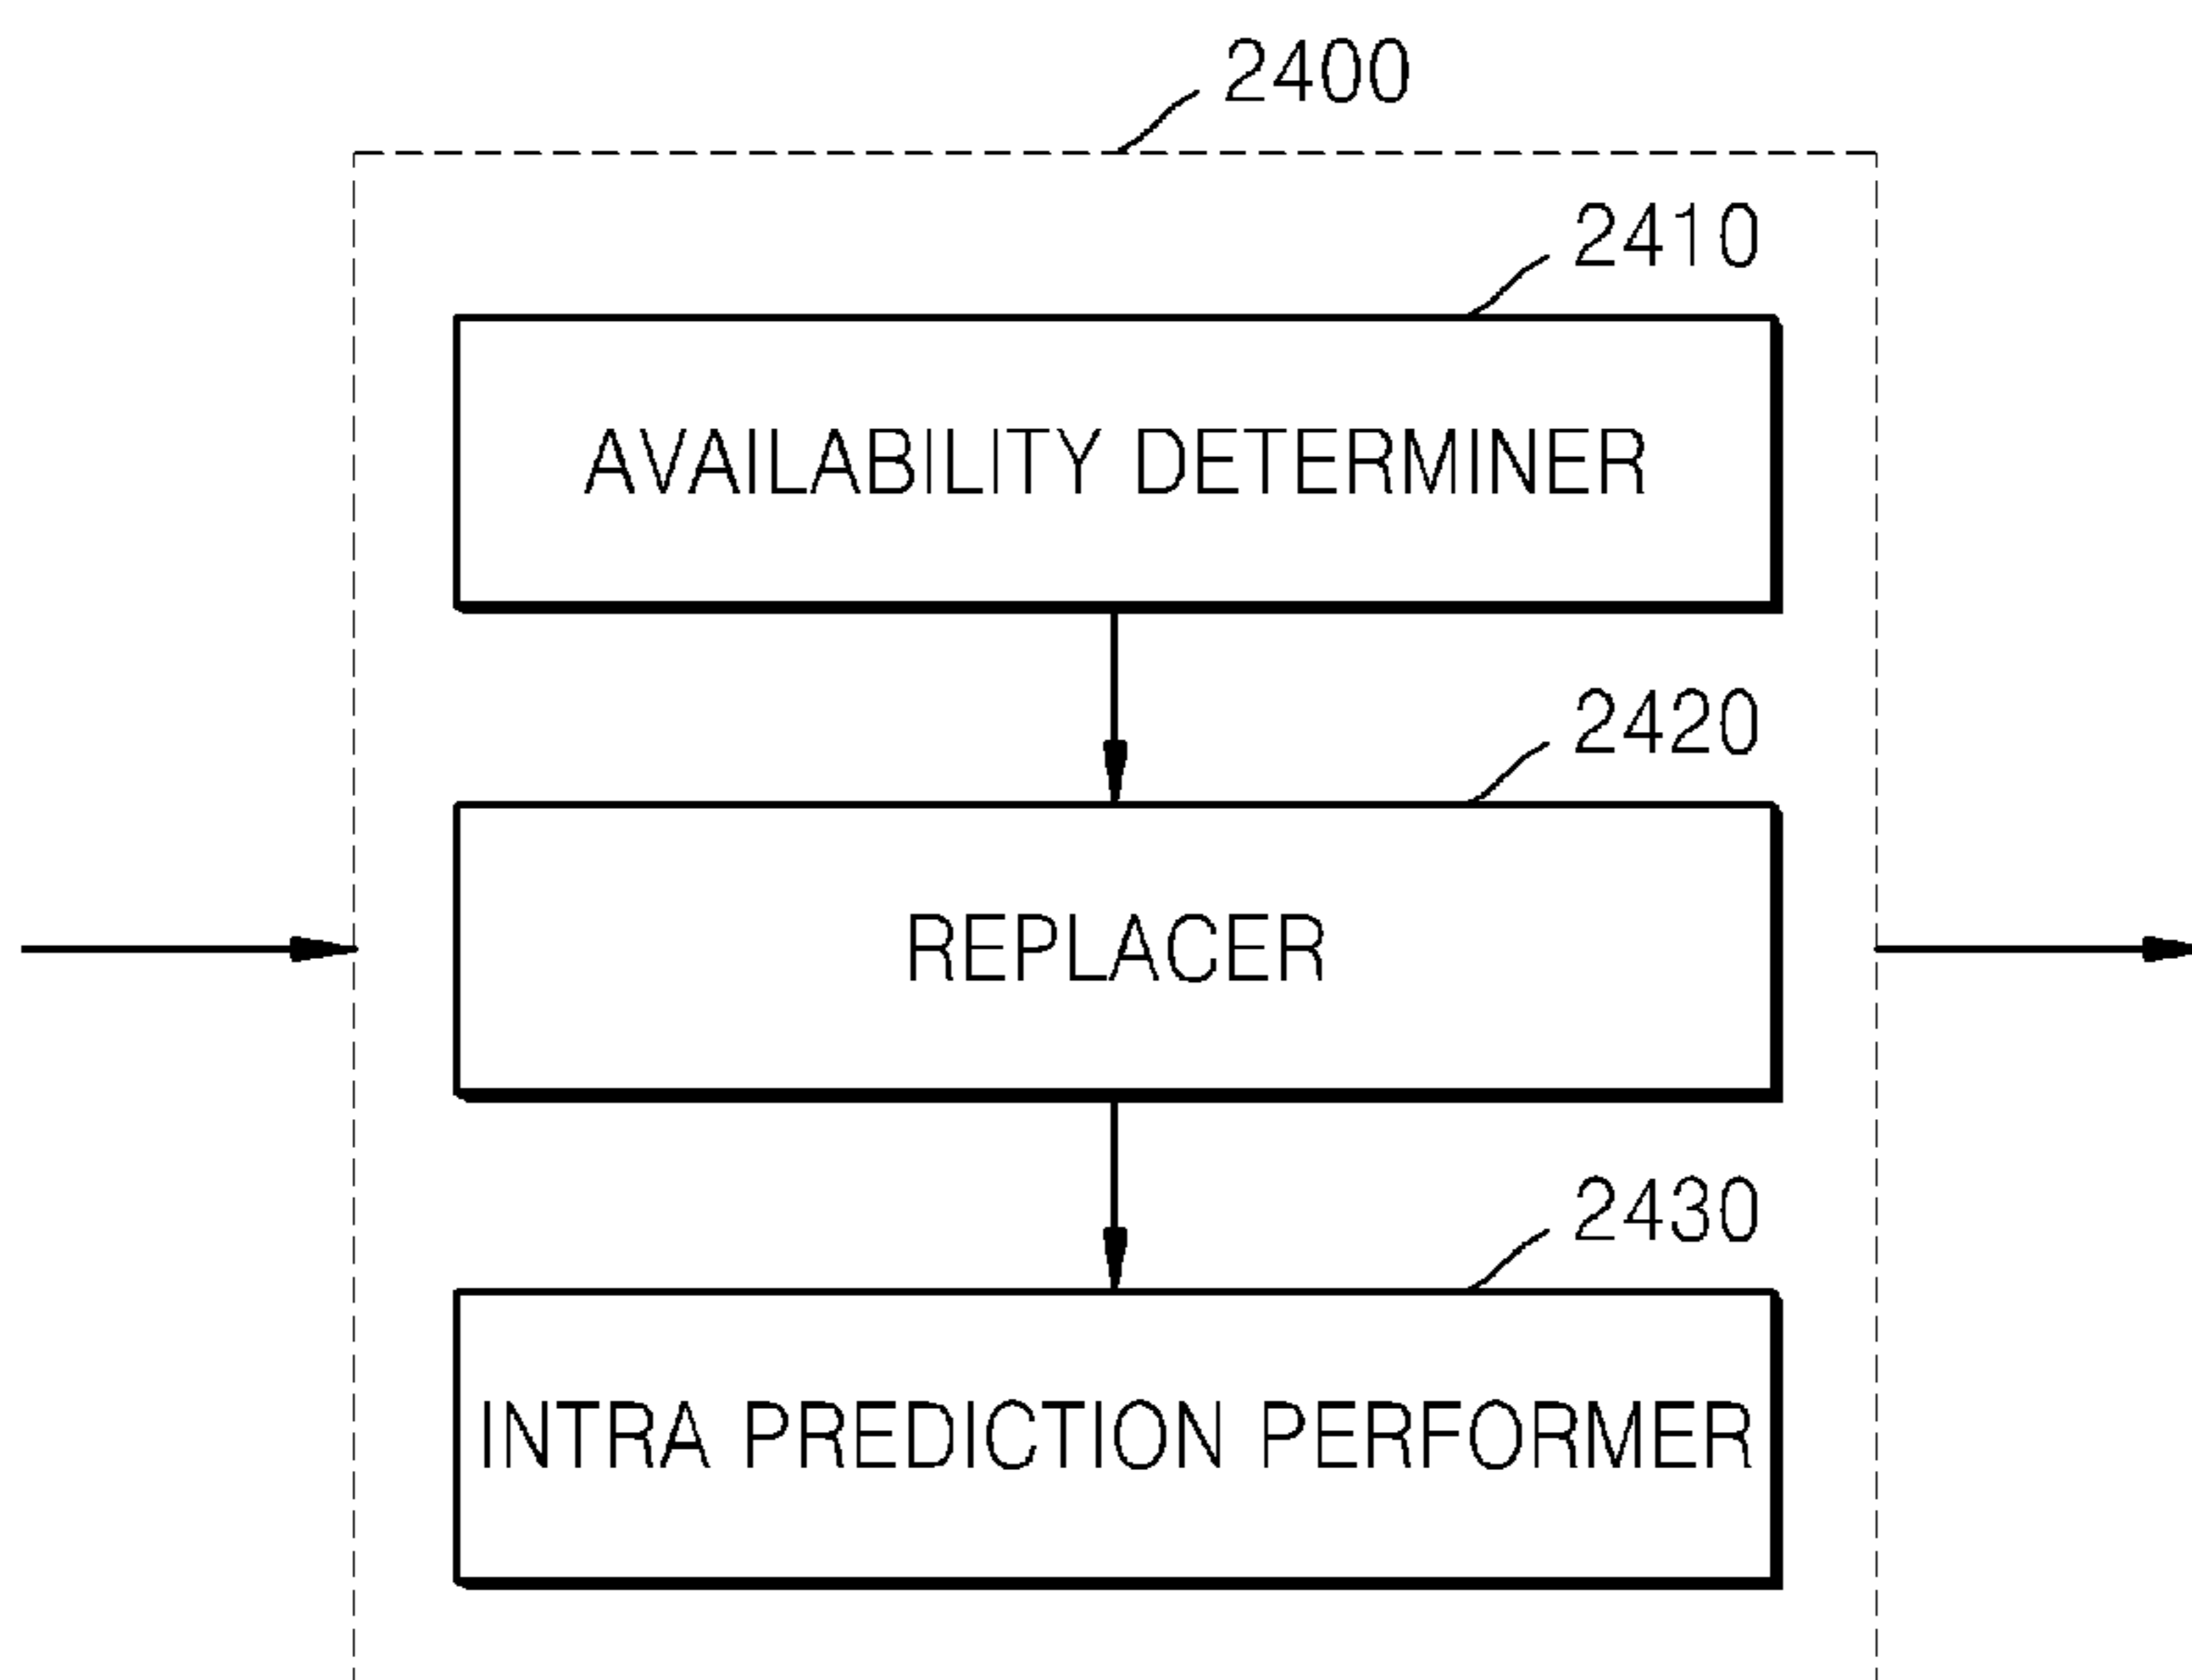 2400
2410
AVAILABILITY DETERMINER
2420
REPLACER
2430
INTRA PREDICTION PERFORMER